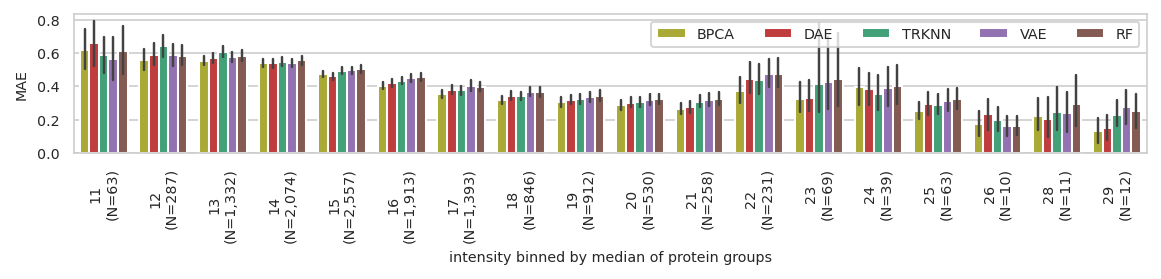 BPCA DAE TRKNN VAE RF
MAE
0.8
0.6
0.4
0.2
0.0
11
(N=63)
12
(N=287)
13
(N=1,332)
14
(N=2,074)
15
(N=2,557)
16
(N=1,913)
17
(N=1,393)
18
(N=846)
19
(N=912)
20
(N=530)
21
(N=258)
22
(N=231)
23
(N=69)
24
(N=39)
25
(N=63)
26
(N=10)
28
(N=11)
29
(N=12)
intensity binned by median of protein groups